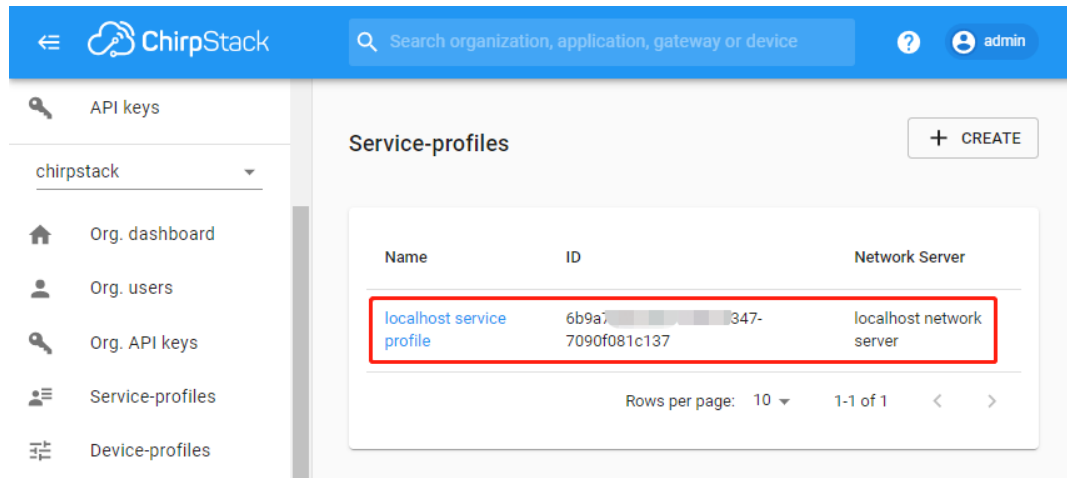 ChirpStack
Search organization, application, gateway or device
? admin
API keys
chirpstack
Org. dashboard
Org. users
Org. API keys
Service-profiles
Device-profiles
Service-profiles
+ CREATE
Name ID Network Server
localhost service 6b9a 347- localhost network
profile 7090f081c137 server
Rows per page: 10 1-1 of 1 < >